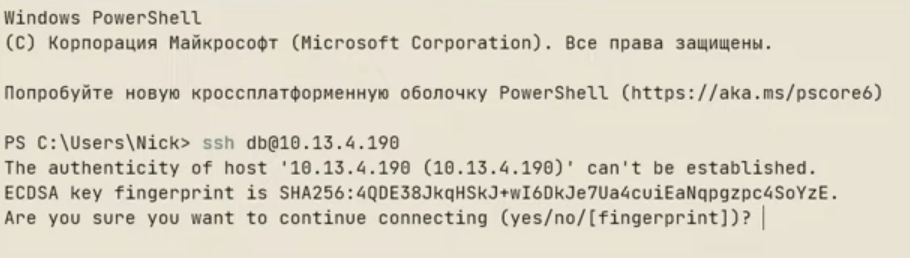 Windows PowerShell
(C) Корпорация Майкрософт (Microsoft Corporation). Все права защищены.
Попробуйте новую кроссплатформенную оболочку PowerShell (https://aka.ms/pscore6)
PS C:\Users\Nick> ssh db@10.13.4.190
The authenticity of host '10.13.4.190 (10.13.4.190)' can't be established.
ECDSA key fingerprint is SHA256:4QDE38JkqHSkJ+wI6DkJe7Ua4cuiEaNqpgzpc4SoYzE.
Are you sure you want to continue connecting (yes/no/[fingerprint])?